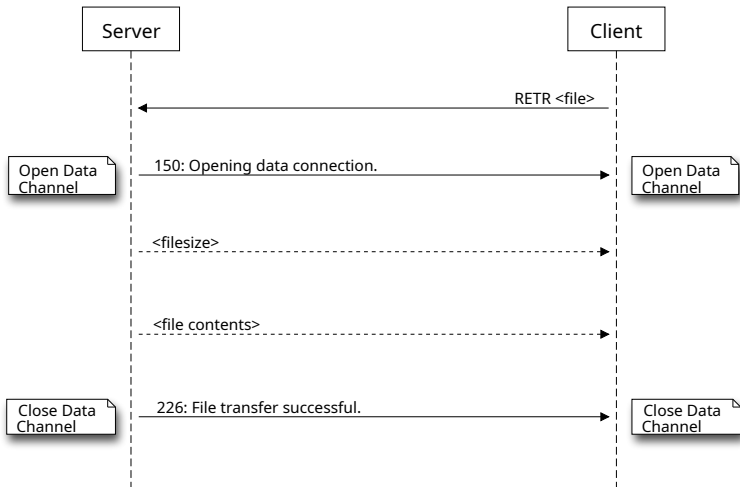 Server
Client
RETR <file>
Open Data
Channel
150: Opening data connection.
Open Data
Channel
<filesize>
<file contents>
Close Data
Channel
226: File transfer successful.
Close Data
Channel